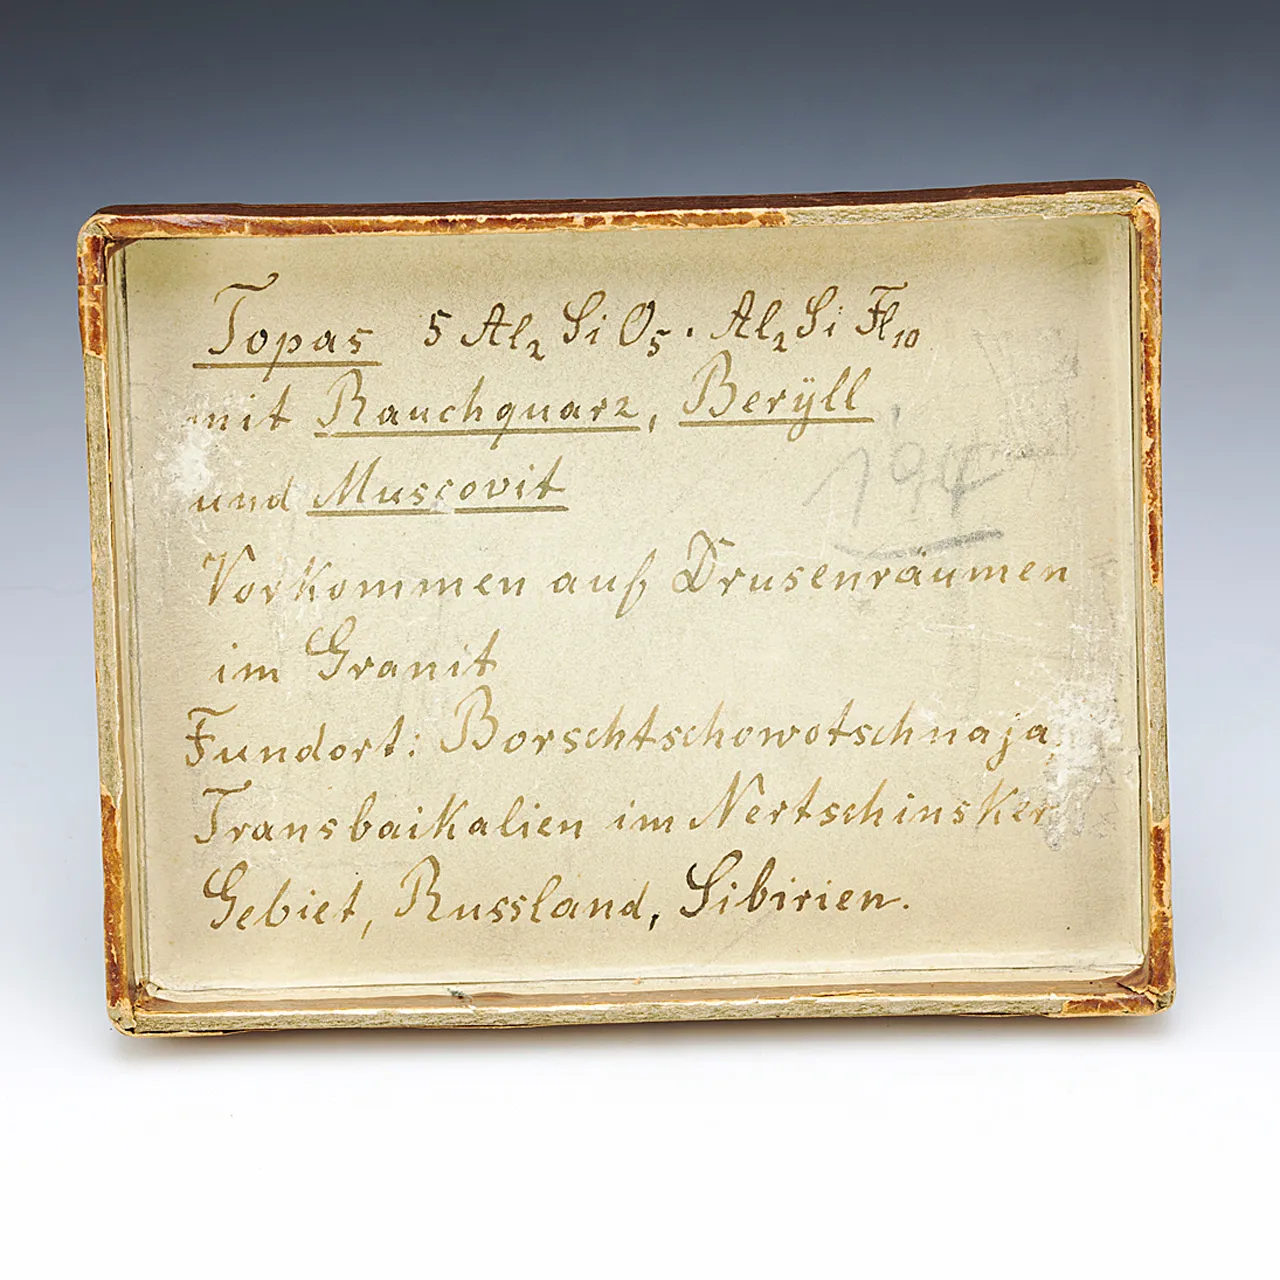 Topas 5 Al₂ Si O₅ . Al₂ Si Fl₁₀
mit Rauchquarz, Berÿll
und Muscovit
Vorkommen auf Drusenräumen
im Granit
Fundort: Borschtschowotschnaja,
Transbaikalien im Nertschinsker
Gebiet, Russland, Sibirien.